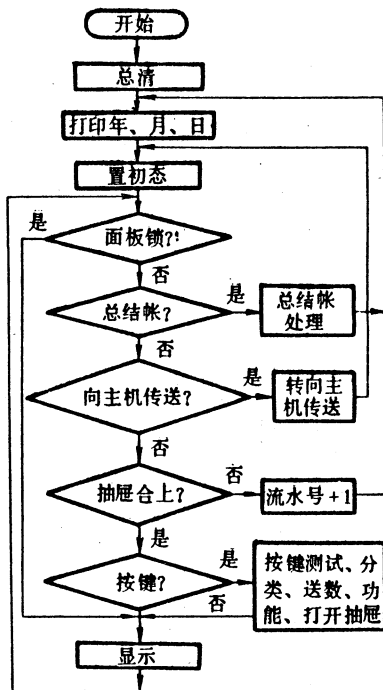 开始
总清
打印年、月、日
置初态
是
面板锁?
否
总结帐?
是
总结帐
处理
否
向主机传送?
是
转向主
机传送
否
抽屉合上?
否
流水号+1
是
按键?
是
按键测试、分
类、送数、功
能、打开抽屉
否
显示